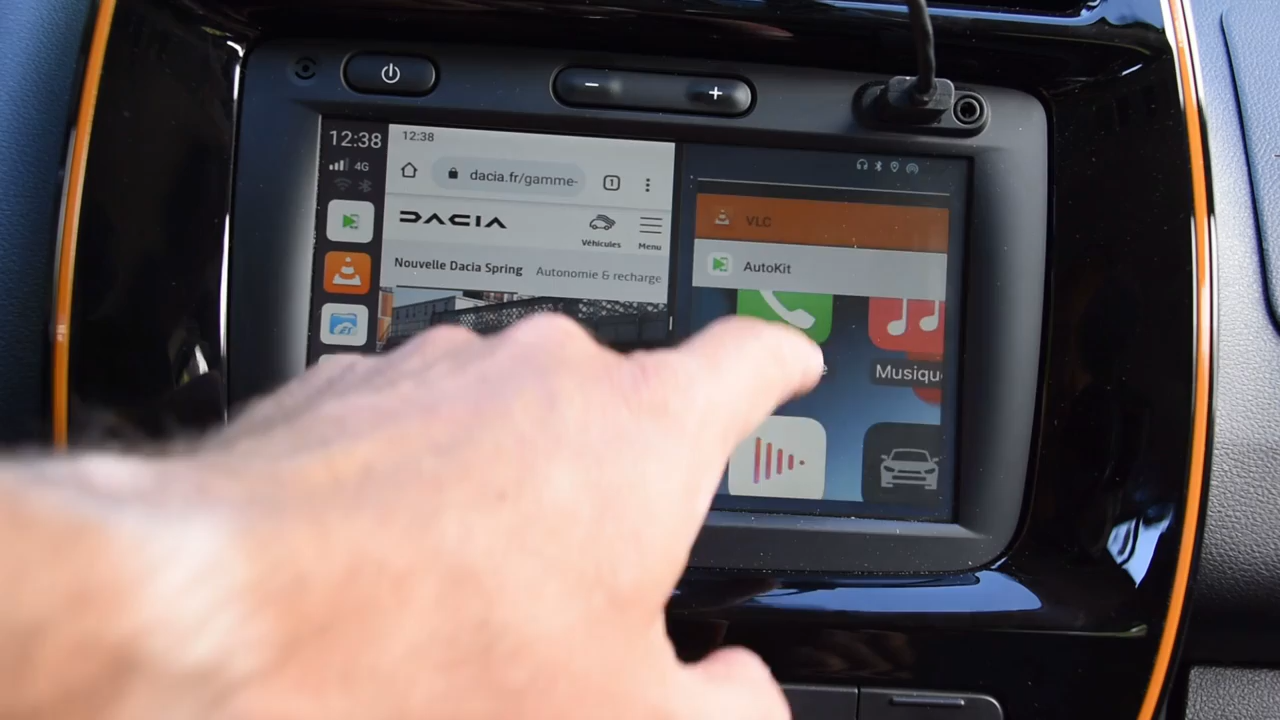 12:38
4G
12:38
dacia.fr/gamme-
1
DACIA
Véhicules
Menu
Nouvelle Dacia Spring
Autonomie & recharge
VLC
AutoKit
e
Musiqu